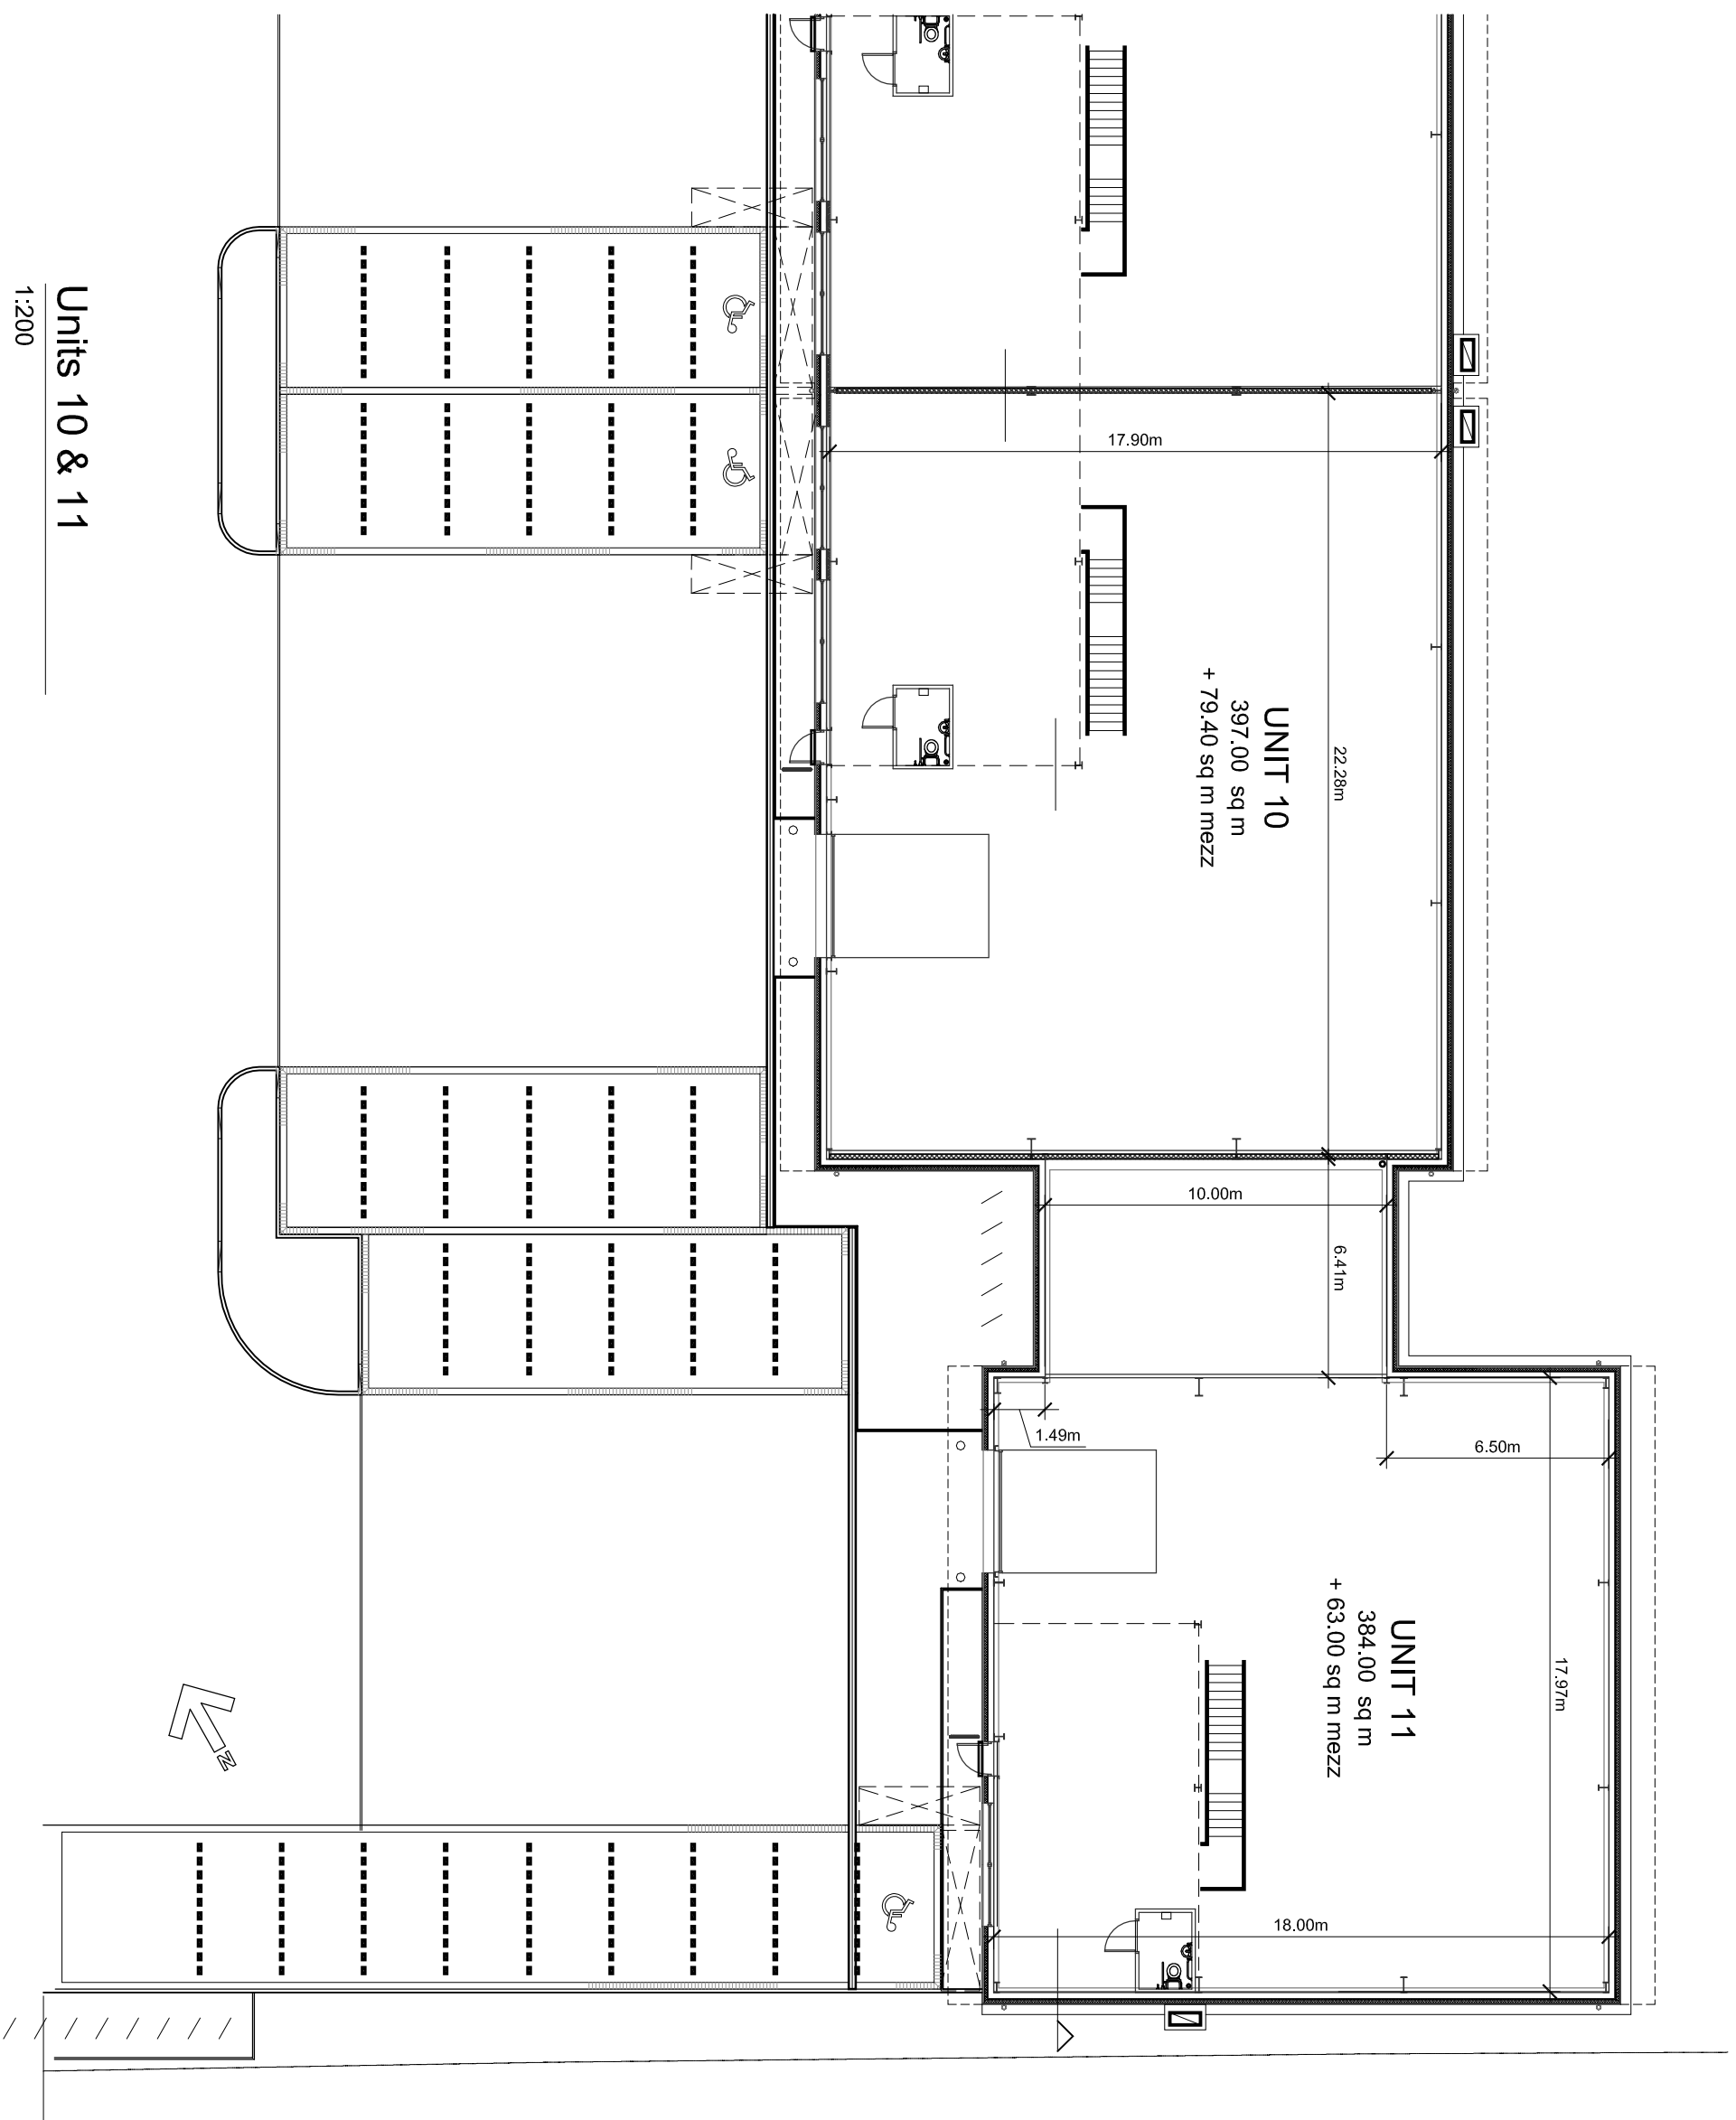 17.90m
UNIT 10
397.00 sq m
+ 79.40 sq m mezz
22.28m
10.00m
6.41m
1.49m
6.50m
UNIT 11
384.00 sq m
+ 63.00 sq m mezz
17.97m
18.00m
N
Units 10 & 11
1:200